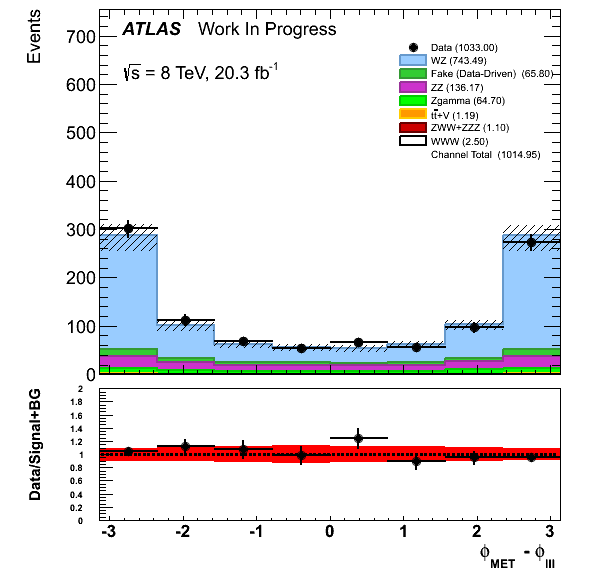 Events
700
600
500
400
300
200
100
0
ATLAS Work In Progress
√s = 8 TeV, 20.3 fb⁻¹
Data (1033.00)
WZ (743.49)
Fake (Data-Driven) (65.80)
ZZ (136.17)
Zgamma (64.70)
tt̄+V (1.19)
ZWW+ZZZ (1.10)
WWW (2.50)
Channel Total (1014.95)
Data/Signal+BG
2
1.8
1.6
1.4
1.2
1
0.8
0.6
0.4
0.2
0
-3 -2 -1 0 1 2 3
ϕMET - ϕlll